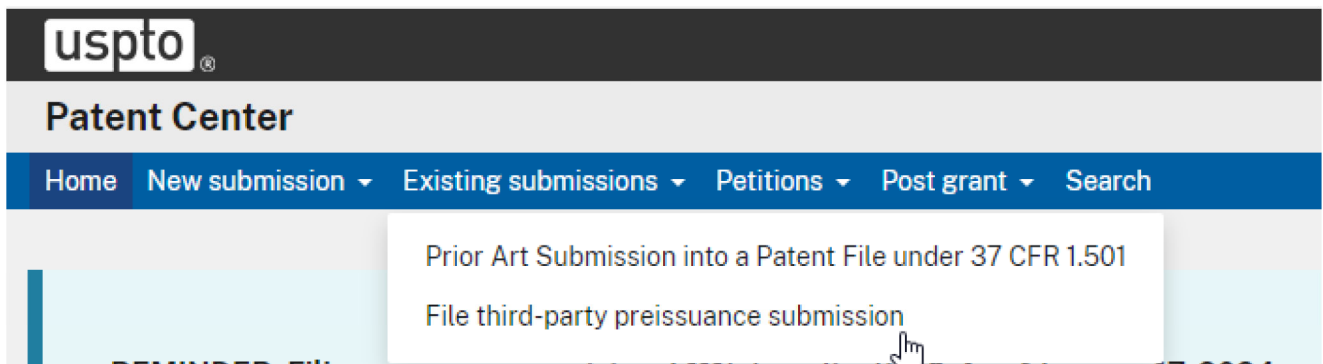 uspto ®
Patent Center
Home New submission Existing submissions Petitions Post grant Search
Prior Art Submission into a Patent File under 37 CFR 1.501
File third-party preissuance submission